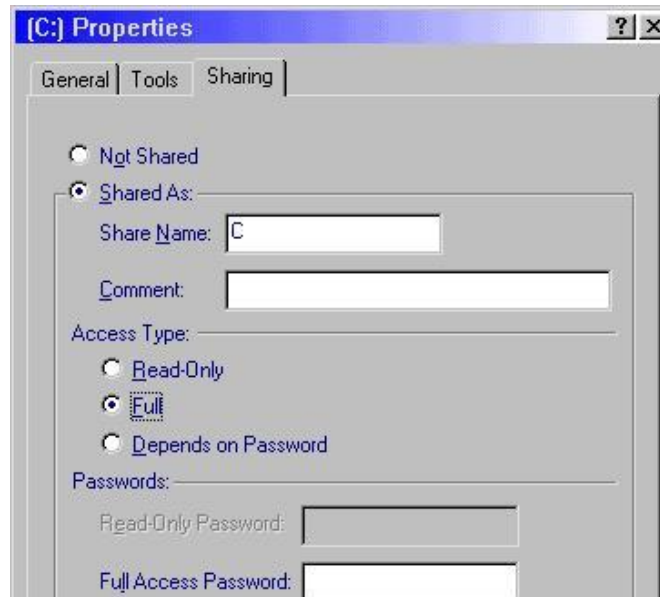 (C:) Properties
General Tools Sharing
Not Shared
Shared As:
Share Name: C
Comment:
Access Type:
Read-Only
Full
Depends on Password
Passwords:
Read-Only Password:
Full Access Password: